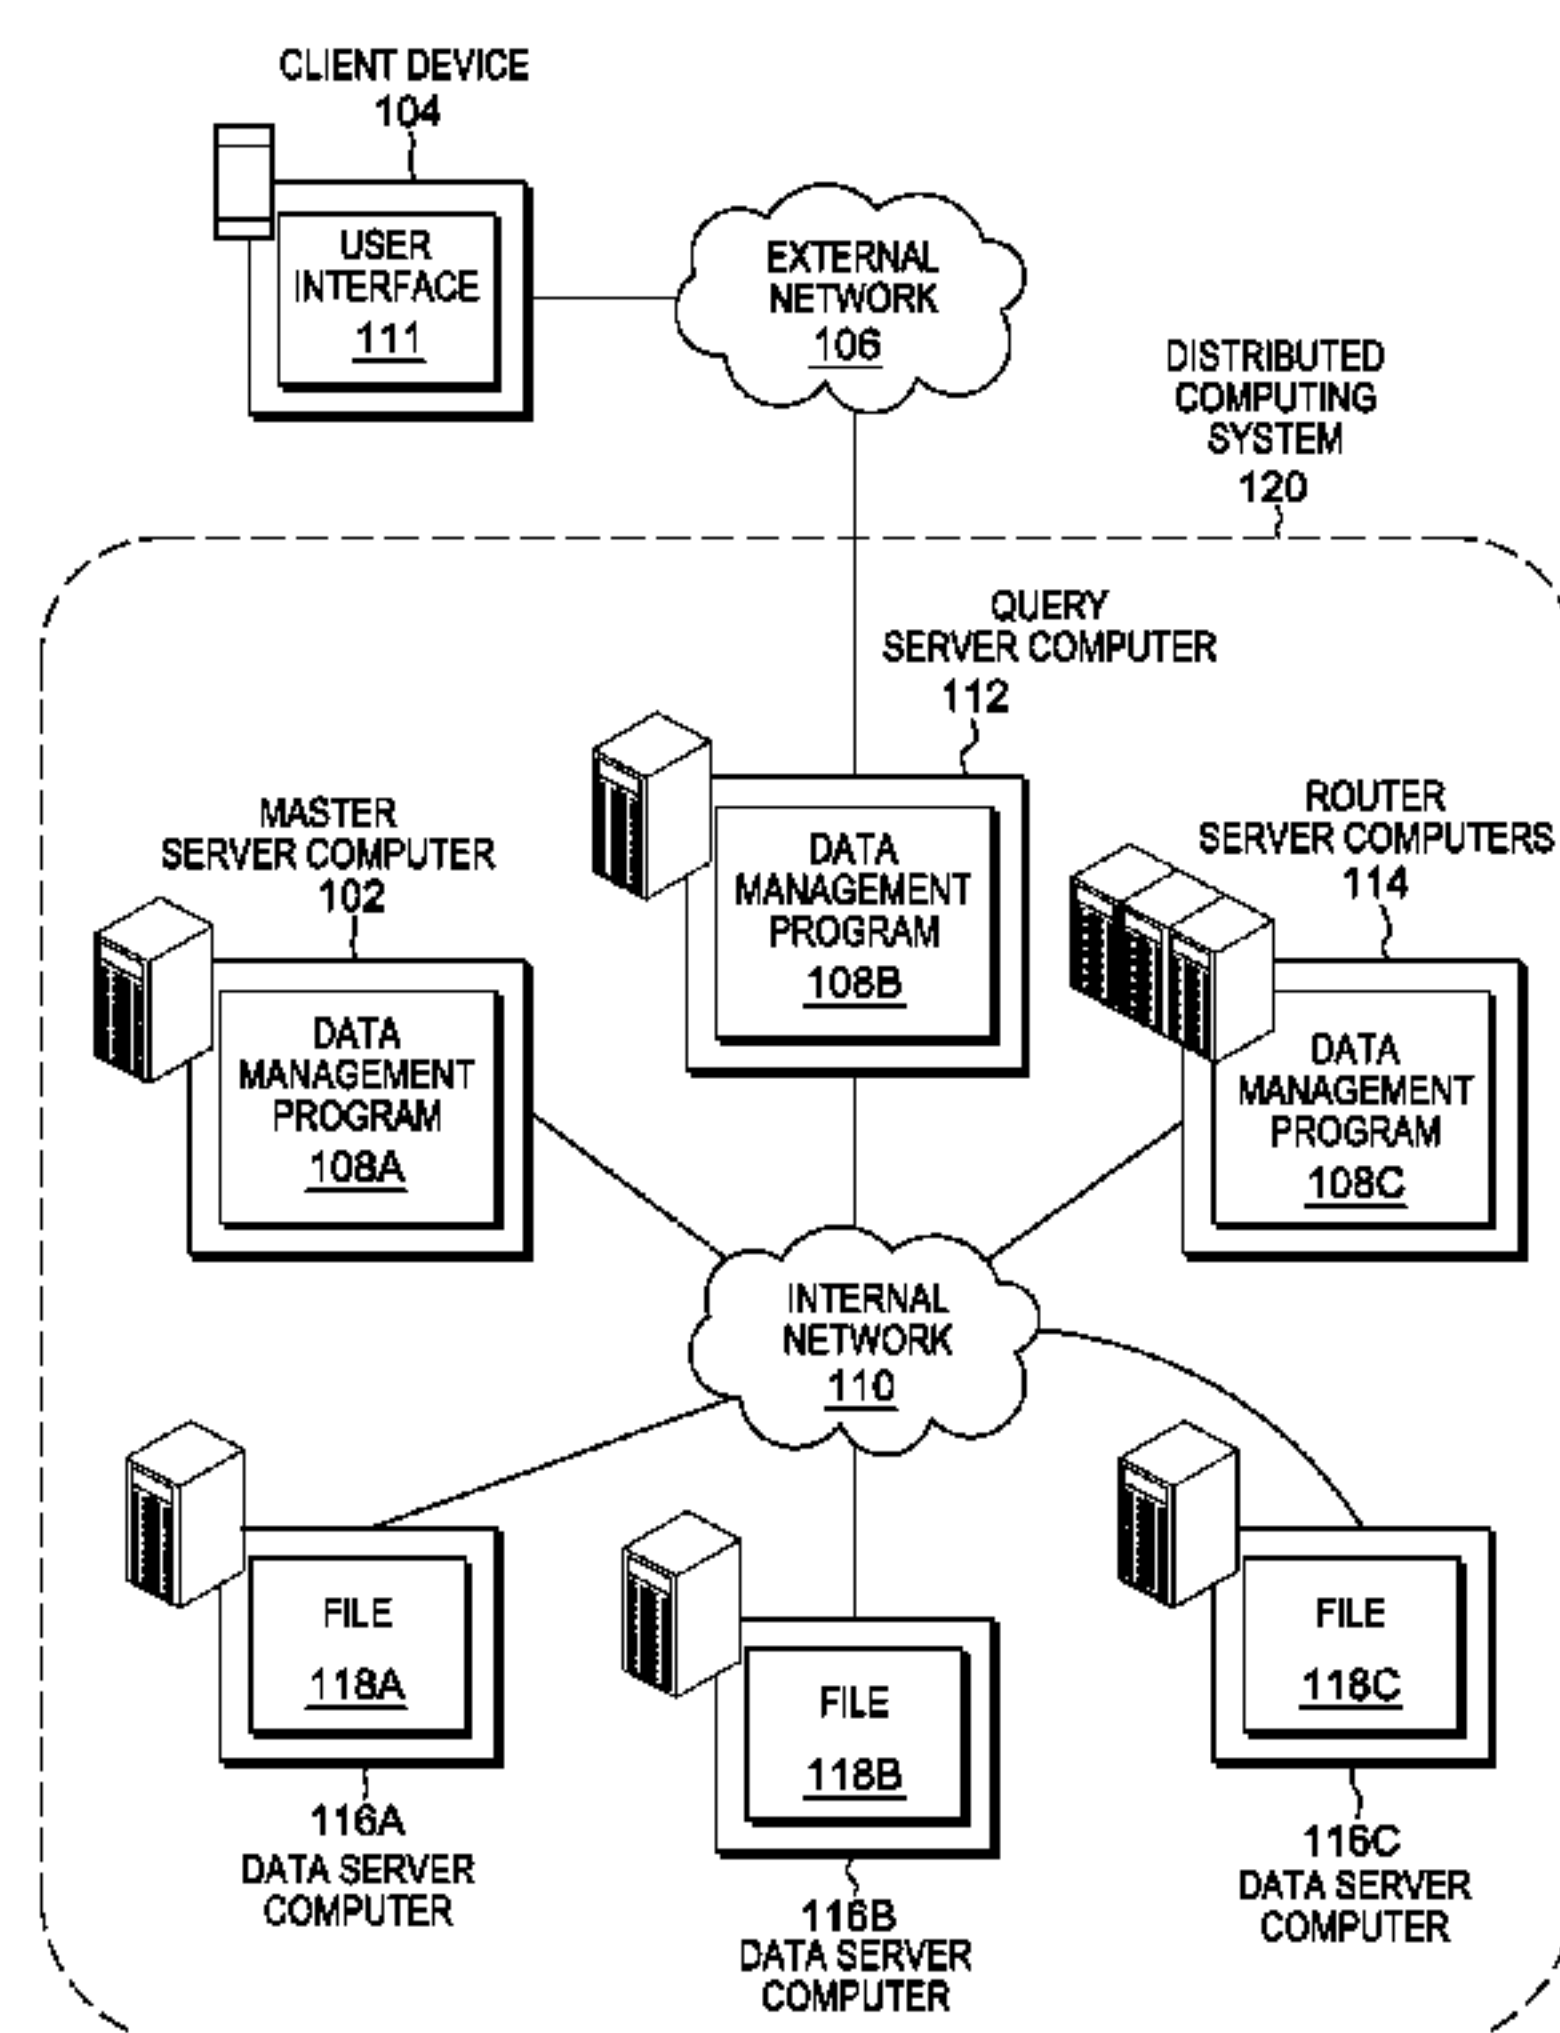 CLIENT DEVICE
104
USER
INTERFACE
111
EXTERNAL
NETWORK
106
DISTRIBUTED
COMPUTING
SYSTEM
120
QUERY
SERVER COMPUTER
112
DATA
MANAGEMENT
PROGRAM
108B
MASTER
SERVER COMPUTER
102
DATA
MANAGEMENT
PROGRAM
108A
ROUTER
SERVER COMPUTERS
114
DATA
MANAGEMENT
PROGRAM
108C
INTERNAL
NETWORK
110
FILE
118A
116A
DATA SERVER
COMPUTER
FILE
118B
116B
DATA SERVER
COMPUTER
FILE
118C
116C
DATA SERVER
COMPUTER